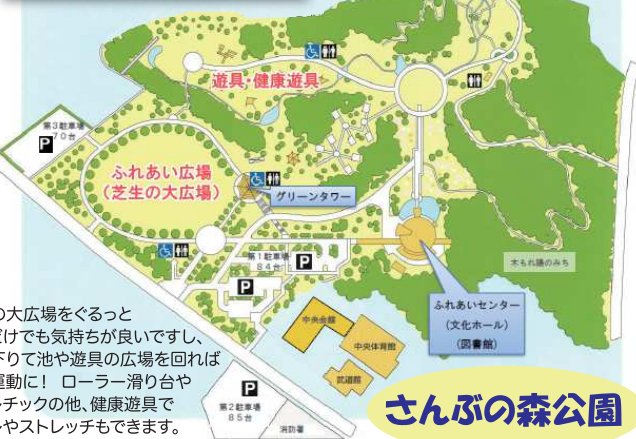 遊具・健康遊具
第3駐車場
70台
P
ふれあい広場
(芝生の大広場)
グリーンタワー
第1駐車場
84台
P
P
木もれ陽のみち
ふれあいセンター
(文化ホール)
(図書館)
中央会館
中央体育館
武道館
の大広場をぐるっと
だけでも気持ちが良いですし、
下りて池や遊具の広場を回れば
運動に! ローラー滑り台や
チックの他、健康遊具で
やストレッチもできます。
P
第2駐車場
85台
消防署
さんぶの森公園